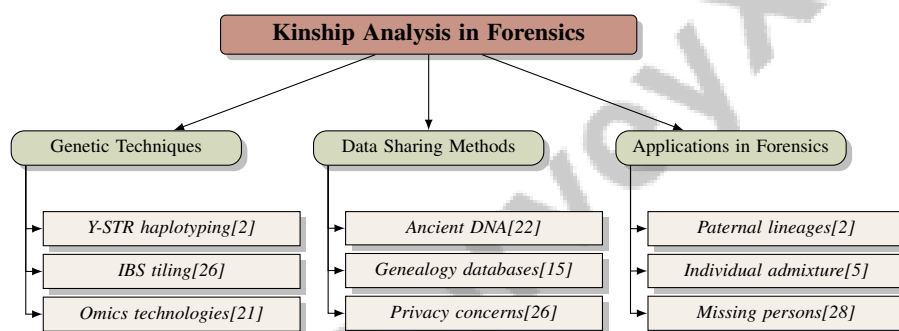 Kinship Analysis in Forensics
Genetic Techniques
Data Sharing Methods
Applications in Forensics
Y-STR haplotyping[2]
Ancient DNA[22]
Paternal lineages[2]
IBS tiling[26]
Genealogy databases[15]
Individual admixture[5]
Omics technologies[21]
Privacy concerns[26]
Missing persons[28]